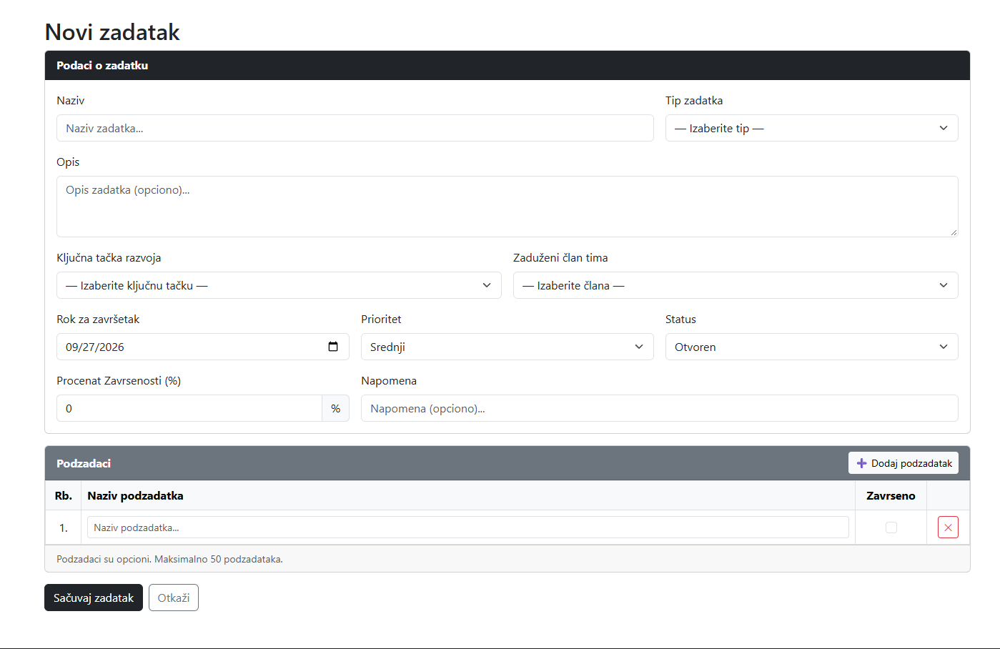 Novi zadatak
Podaci o zadatku
Naziv
Tip zadatka
Naziv zadatka...
— Izaberite tip —
Opis
Opis zadatka (opciono)...
Ključna tačka razvoja
Zaduženi član tima
— Izaberite ključnu tačku —
— Izaberite člana —
Rok za završetak
Prioritet
Status
09/27/2026
Srednji
Otvoren
Procenat Zavrsenosti (%)
Napomena
0
%
Napomena (opciono)...
Podzadaci
Dodaj podzadatak
Rb.
Naziv podzadatka
Zavrseno
1.
Naziv podzadatka...
Podzadaci su opcioni. Maksimalno 50 podzadataka.
Sačuvaj zadatak
Otkaži